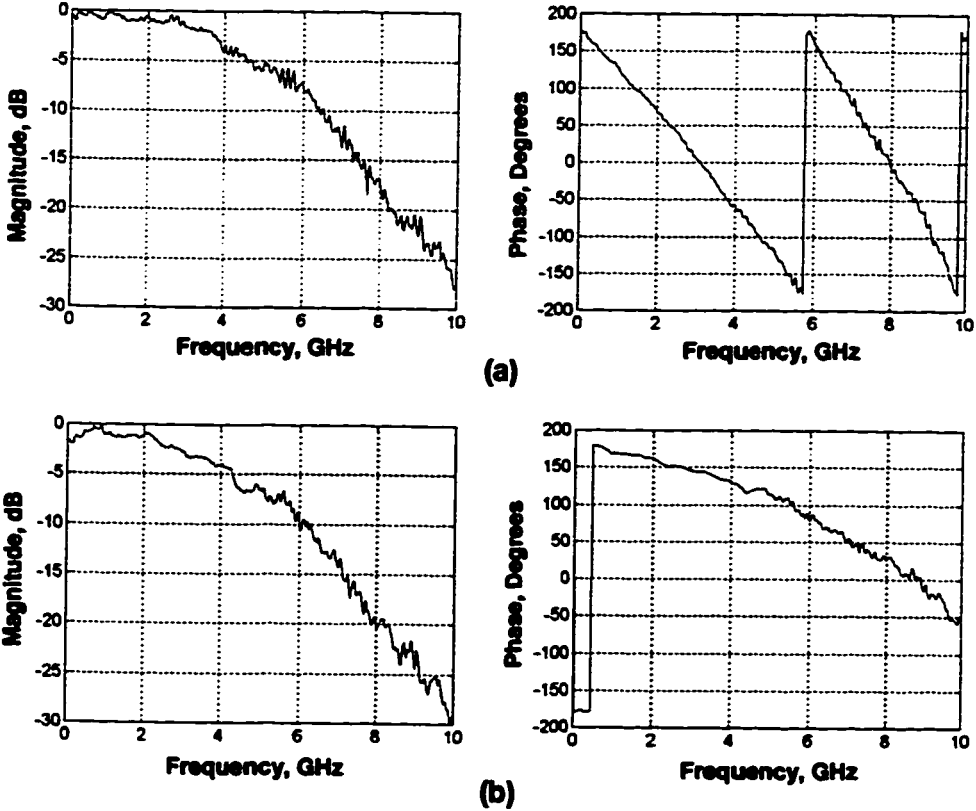 0
-5
-10
-15
-20
-25
-30
Magnitude, dB
0 2 4 6 8 10
Frequency, GHz
200
150
100
50
0
-50
-100
-150
-200
Phase, Degrees
0 2 4 6 8 10
Frequency, GHz
(a)
0
-5
-10
-15
-20
-25
-30
Magnitude, dB
0 2 4 6 8 10
Frequency, GHz
200
150
100
50
0
-50
-100
-150
-200
Phase, Degrees
0 2 4 6 8 10
Frequency, GHz
(b)